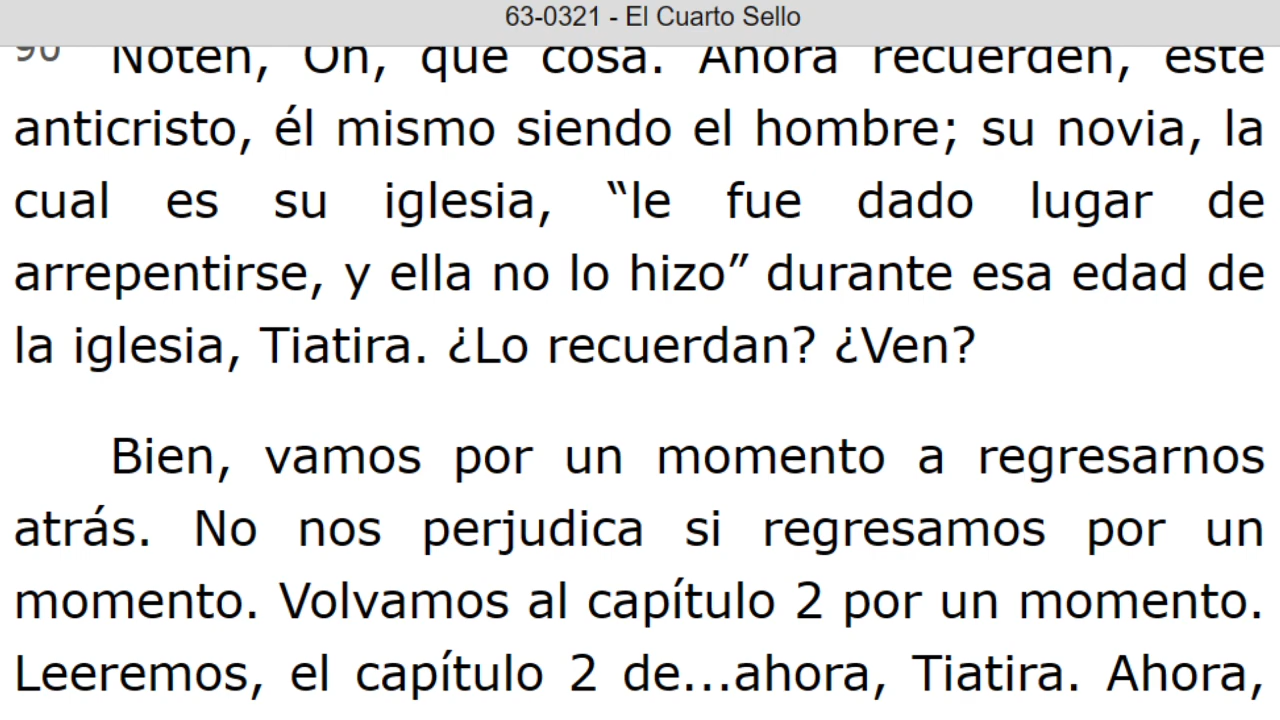 63-0321 - El Cuarto Sello
90 Noten, Oh, qué cosa. Ahora recuerden, este
anticristo, él mismo siendo el hombre; su novia, la
cual es su iglesia, “le fue dado lugar de
arrepentirse, y ella no lo hizo” durante esa edad de
la iglesia, Tiatira. ¿Lo recuerdan? ¿Ven?
Bien, vamos por un momento a regresarnos
atrás. No nos perjudica si regresamos por un
momento. Volvamos al capítulo 2 por un momento.
Leeremos, el capítulo 2 de...ahora, Tiatira. Ahora,